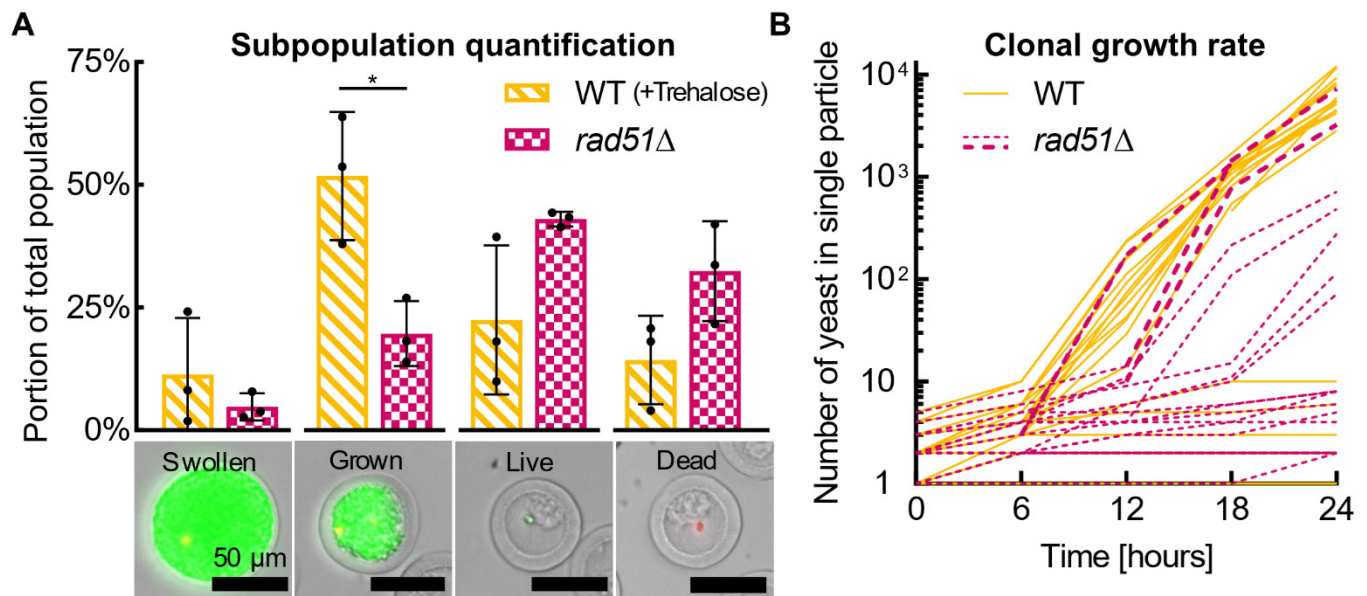 A
Subpopulation quantification
Portion of total population
75%
50%
25%
0%
*
WT (+Trehalose)
rad51Δ
Swollen
Grown
Live
Dead
50 µm
B
Clonal growth rate
Number of yeast in single particle
10⁴
10³
10²
10
1
WT
rad51Δ
0 6 12 18 24
Time [hours]